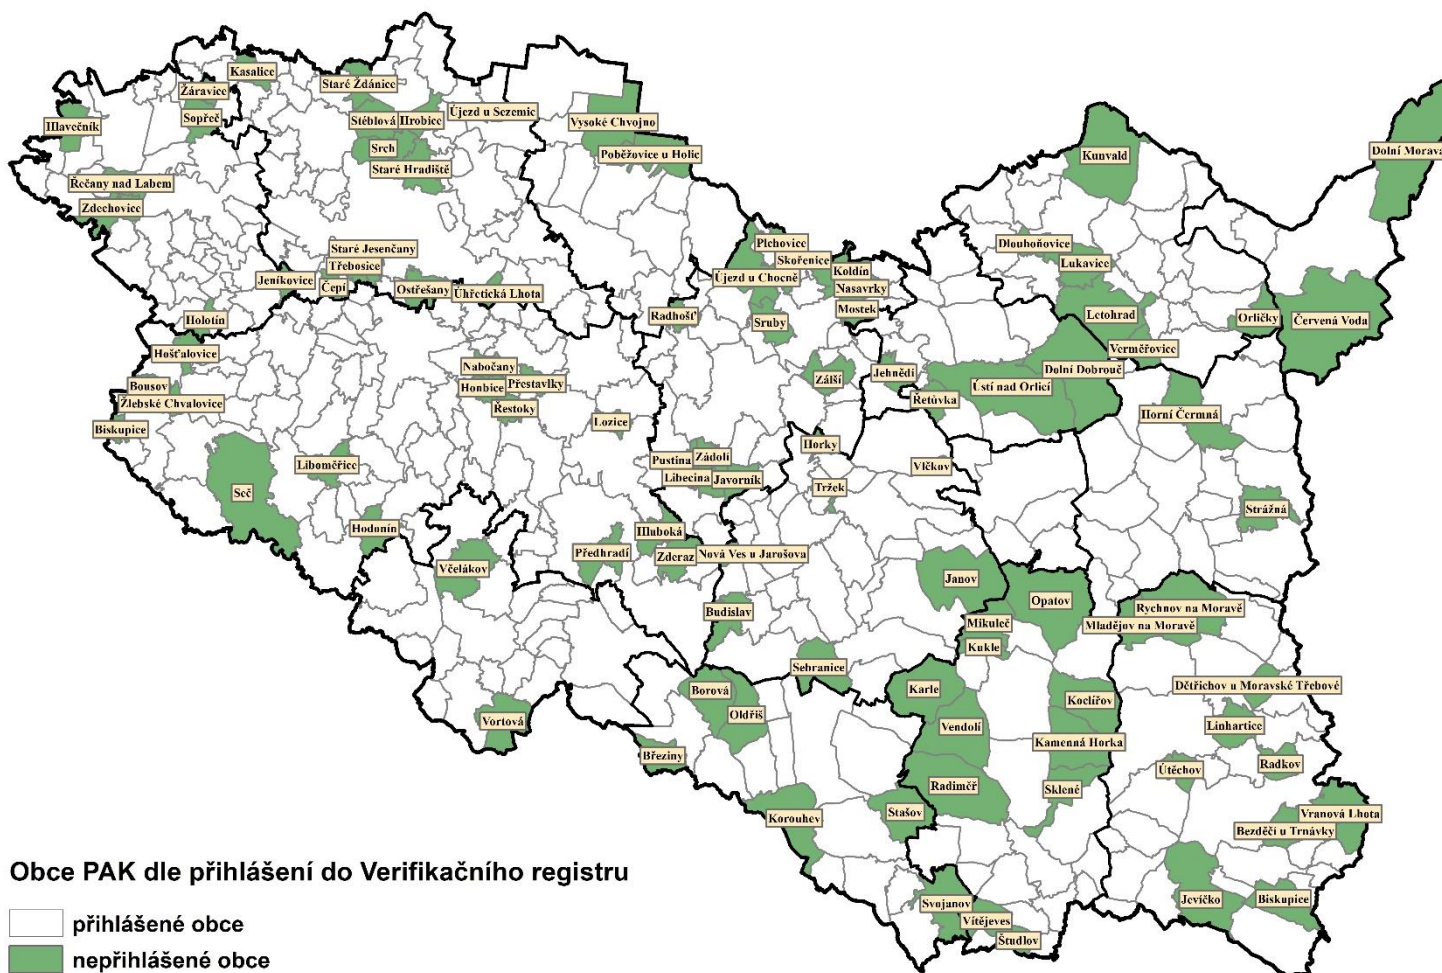 Kasalice
Staré Ždánice
Žáravice
Hlavečník
Sopřeč
Stéblová
Hrobice
Újezd u Sezemic
Vysoké Chvojno
Srch
Poběžovice u Holic
Staré Hradiště
Kunvald
Dolní Morava
Řečany nad Labem
Zdechovice
Staré Jesenčany
Třebosice
Jeníkovice
Čepí
Ostřešany
Úhřetická Lhota
Plchovice
Skořenice
Újezd u Chocně
Koldín
Nasavrky
Mostek
Dlouhoňovice
Lukavice
Letohrad
Orličky
Červená Voda
Holotín
Radhošť
Sruby
Verměřovice
Hošťalovice
Nabočany
Bousov
Honbice
Přestavlky
Zálší
Jehnědí
Dolní Dobrouč
Ústí nad Orlicí
Žlebské Chvalovice
Řestoky
Řetůvka
Horní Čermná
Biskupice
Lozice
Horky
Zádolí
Pustina
Libecina
Javorník
Vlčkov
Libomeřice
Seč
Tržek
Strážná
Hodonín
Hluboká
Předhradí
Zderaz
Nová Ves u Jarošova
Včelákov
Janov
Opatov
Rychnov na Moravě
Budislav
Mikuleč
Mladějov na Moravě
Kukle
Sebranice
Borová
Oldřiš
Karle
Koclířov
Dětřichov u Moravské Třebové
Vortová
Vendolí
Linhartice
Březiny
Kamenná Horka
Útěchov
Radkov
Radiměř
Sklené
Korouhev
Stašov
Vranová Lhota
Bezděčí u Trnávky
Svojanov
Jevíčko
Biskupice
Vítějeves
Študlov
Obce PAK dle přihlášení do Verifikačního registru
přihlášené obce
nepřihlášené obce